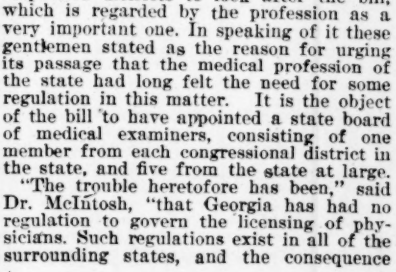 which is regarded by the profession as a
very important one. In speaking of it these
gentlemen stated as the reason for urging
its passage that the medical profession of
the state had long felt the need for some
regulation in this matter. It is the object
of the bill to have appointed a state board
of medical examiners, consisting of one
member from each congressional district in
the state, and five from the state at large.
"The trouble heretofore has been," said
Dr. McIntosh, "that Georgia has had no
regulation to govern the licensing of phy-
sicians. Such regulations exist in all of the
surrounding states, and the consequence